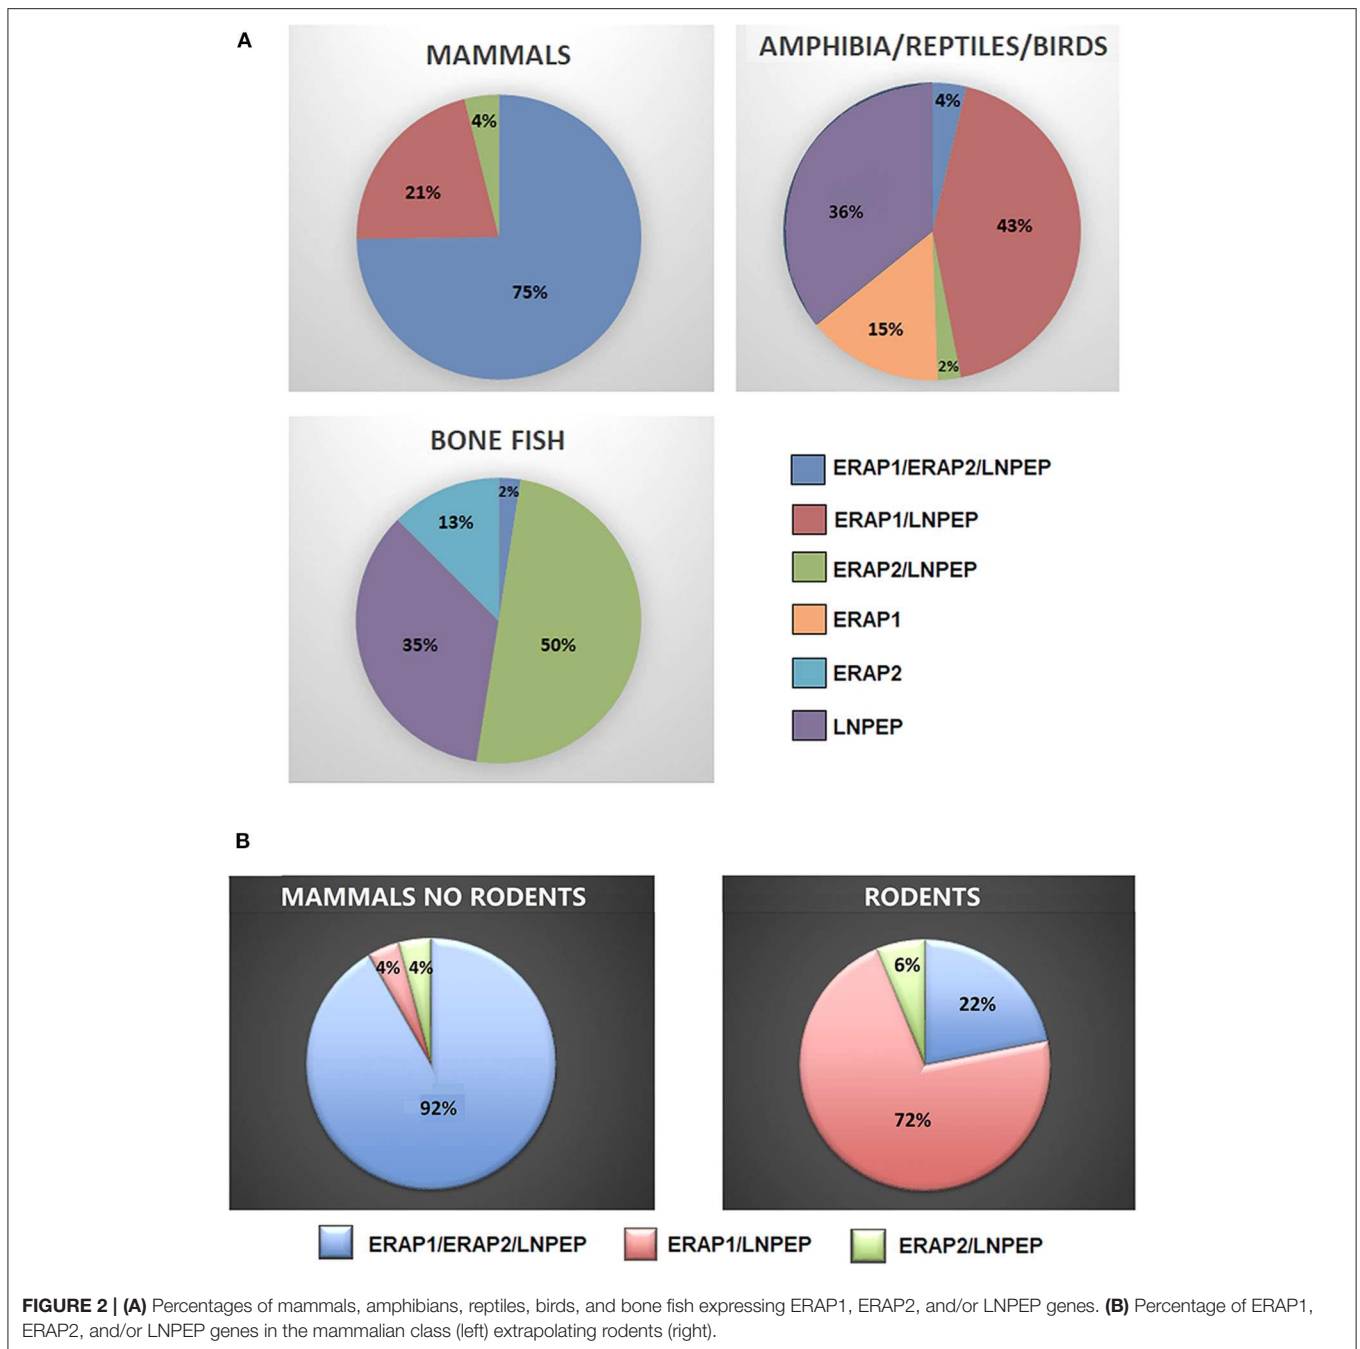 A
MAMMALS
4%
21%
75%
AMPHIBIA/REPTILES/BIRDS
4%
36%
43%
15%
2%
BONE FISH
2%
13%
35%
50%
ERAP1/ERAP2/LNPEP
ERAP1/LNPEP
ERAP2/LNPEP
ERAP1
ERAP2
LNPEP
B
MAMMALS NO RODENTS
4%
4%
92%
RODENTS
6%
22%
72%
ERAP1/ERAP2/LNPEP
ERAP1/LNPEP
ERAP2/LNPEP
FIGURE 2 | (A) Percentages of mammals, amphibians, reptiles, birds, and bone fish expressing ERAP1, ERAP2, and/or LNPEP genes. (B) Percentage of ERAP1,
ERAP2, and/or LNPEP genes in the mammalian class (left) extrapolating rodents (right).